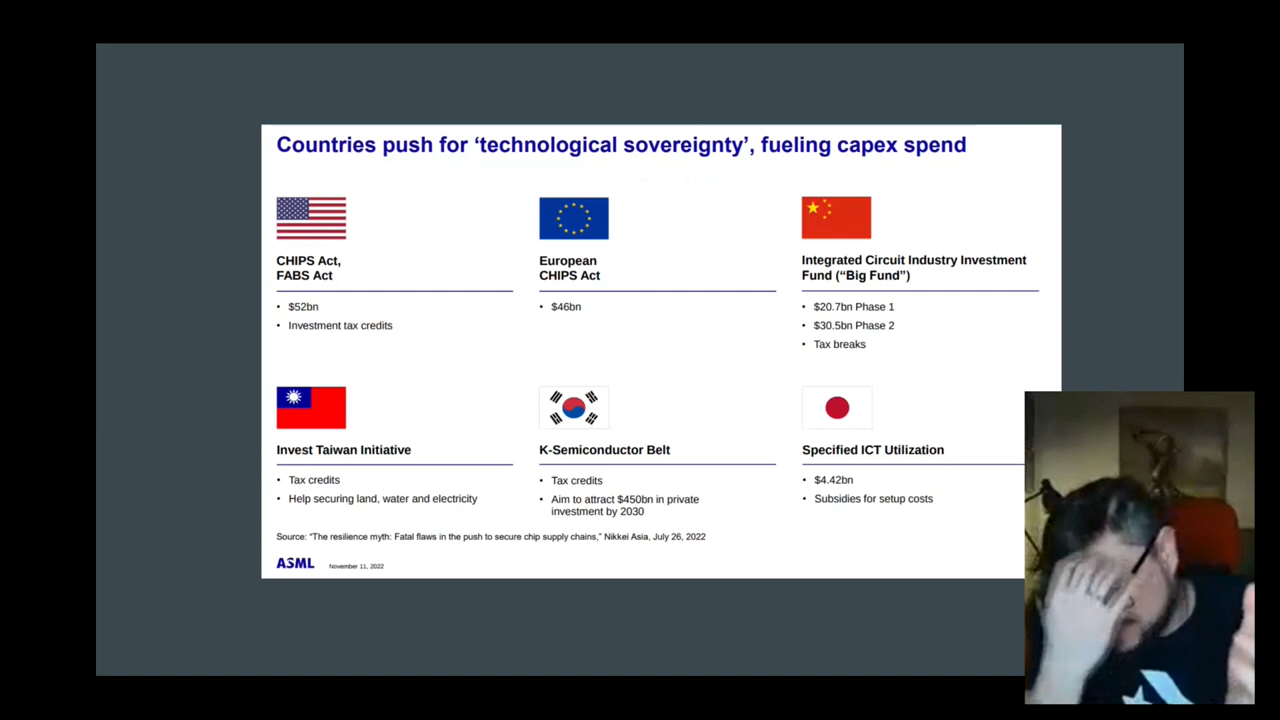 Countries push for ‘technological sovereignty’, fueling capex spend
CHIPS Act,
FABS Act
• $52bn
• Investment tax credits
European
CHIPS Act
• $46bn
Integrated Circuit Industry Investment
Fund (“Big Fund”)
• $20.7bn Phase 1
• $30.5bn Phase 2
• Tax breaks
Invest Taiwan Initiative
• Tax credits
• Help securing land, water and electricity
K-Semiconductor Belt
• Tax credits
• Aim to attract $450bn in private
investment by 2030
Specified ICT Utilization
• $4.42bn
• Subsidies for setup costs
Source: “The resilience myth: Fatal flaws in the push to secure chip supply chains,” Nikkei Asia, July 26, 2022
ASML
November 11, 2022